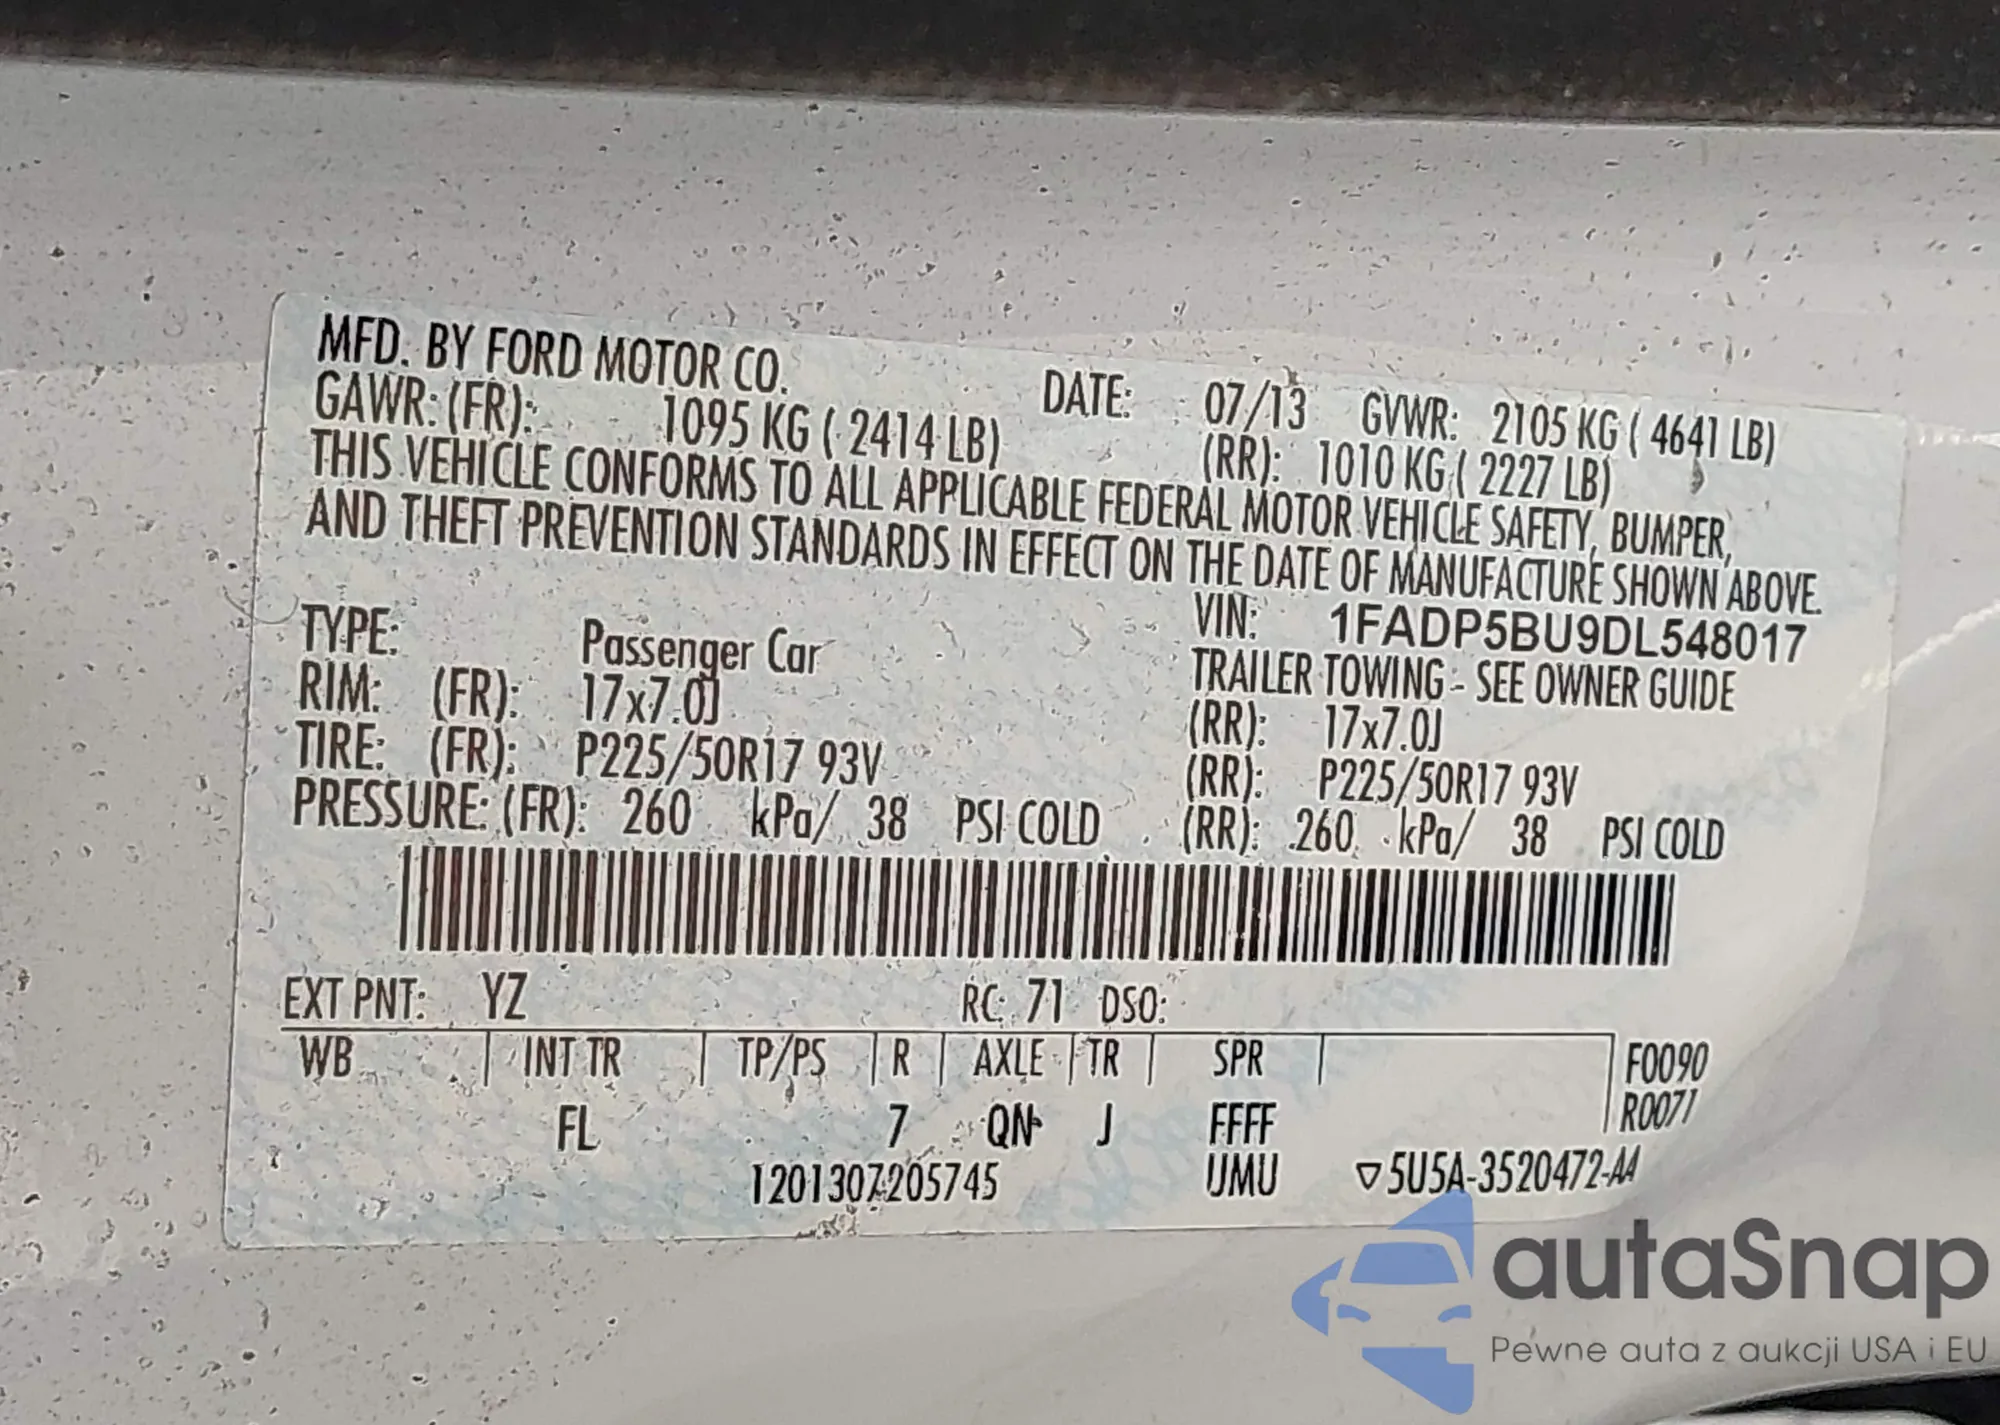 MFD. BY FORD MOTOR CO.
DATE: 07/13 GVWR: 2105 KG ( 4641 LB)
GAWR: (FR): 1095 KG ( 2414 LB) (RR): 1010 KG ( 2227 LB)
THIS VEHICLE CONFORMS TO ALL APPLICABLE FEDERAL MOTOR VEHICLE SAFETY, BUMPER,
AND THEFT PREVENTION STANDARDS IN EFFECT ON THE DATE OF MANUFACTURE SHOWN ABOVE.
VIN: 1FADP5BU9DL548017
TYPE: Passenger Car TRAILER TOWING - SEE OWNER GUIDE
RIM: (FR): 17x7.0J (RR): 17x7.0J
TIRE: (FR): P225/50R17 93V (RR): P225/50R17 93V
PRESSURE: (FR): 260 kPa/ 38 PSI COLD (RR): 260 kPa/ 38 PSI COLD
EXT PNT: YZ RC: 71 DSO:
WB INT TR TP/PS R AXLE TR SPR F0090
R0071
FL 7 QN J FFFF
1201307205745 UMU ▽5U5A-3520472-AA
autaSnap
Pewne auta z aukcji USA i EU